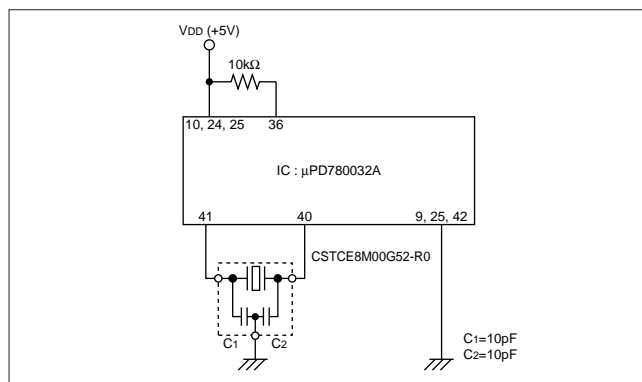 VDD (+5V)
10kΩ
10, 24, 25 36
IC : μPD780032A
41 40 9, 25, 42
CSTCE8M00G52-R0
C1 C2
C1=10pF
C2=10pF